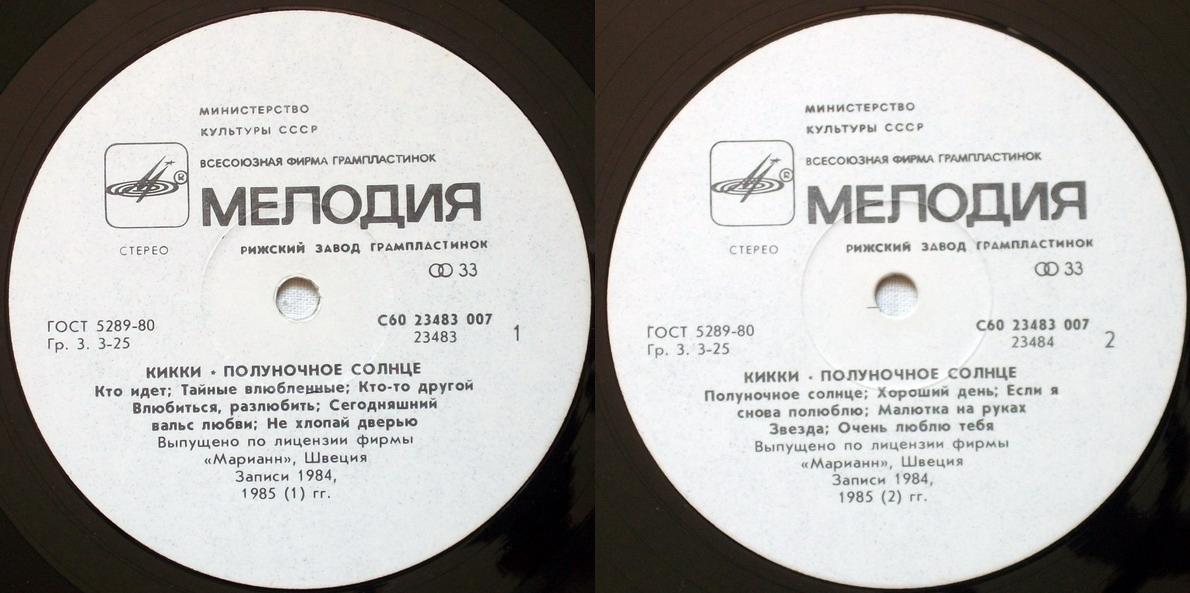 МИНИСТЕРСТВО
КУЛЬТУРЫ СССР
ВСЕСОЮЗНАЯ ФИРМА ГРАМПЛАСТИНОК
®
МЕЛОДИЯ
СТЕРЕО
РИЖСКИЙ ЗАВОД ГРАМПЛАСТИНОК
33
ГОСТ 5289-80
Гр. 3. 3-25
С60 23483 007
23483
1
КИККИ • ПОЛУНОЧНОЕ СОЛНЦЕ
Кто идет; Тайные влюбленные; Кто-то другой
Влюбиться, разлюбить; Сегодняшний
вальс любви; Не хлопай дверью
Выпущено по лицензии фирмы
«Марианн», Швеция
Записи 1984,
1985 (1) гг.
МИНИСТЕРСТВО
КУЛЬТУРЫ СССР
ВСЕСОЮЗНАЯ ФИРМА ГРАМПЛАСТИНОК
®
МЕЛОДИЯ
СТЕРЕО
РИЖСКИЙ ЗАВОД ГРАМПЛАСТИНОК
33
ГОСТ 5289-80
Гр. 3. 3-25
С60 23483 007
23484
2
КИККИ • ПОЛУНОЧНОЕ СОЛНЦЕ
Полуночное солнце; Хороший день; Если я
снова полюблю; Малютка на руках
Звезда; Очень люблю тебя
Выпущено по лицензии фирмы
«Марианн», Швеция
Записи 1984,
1985 (2) гг.